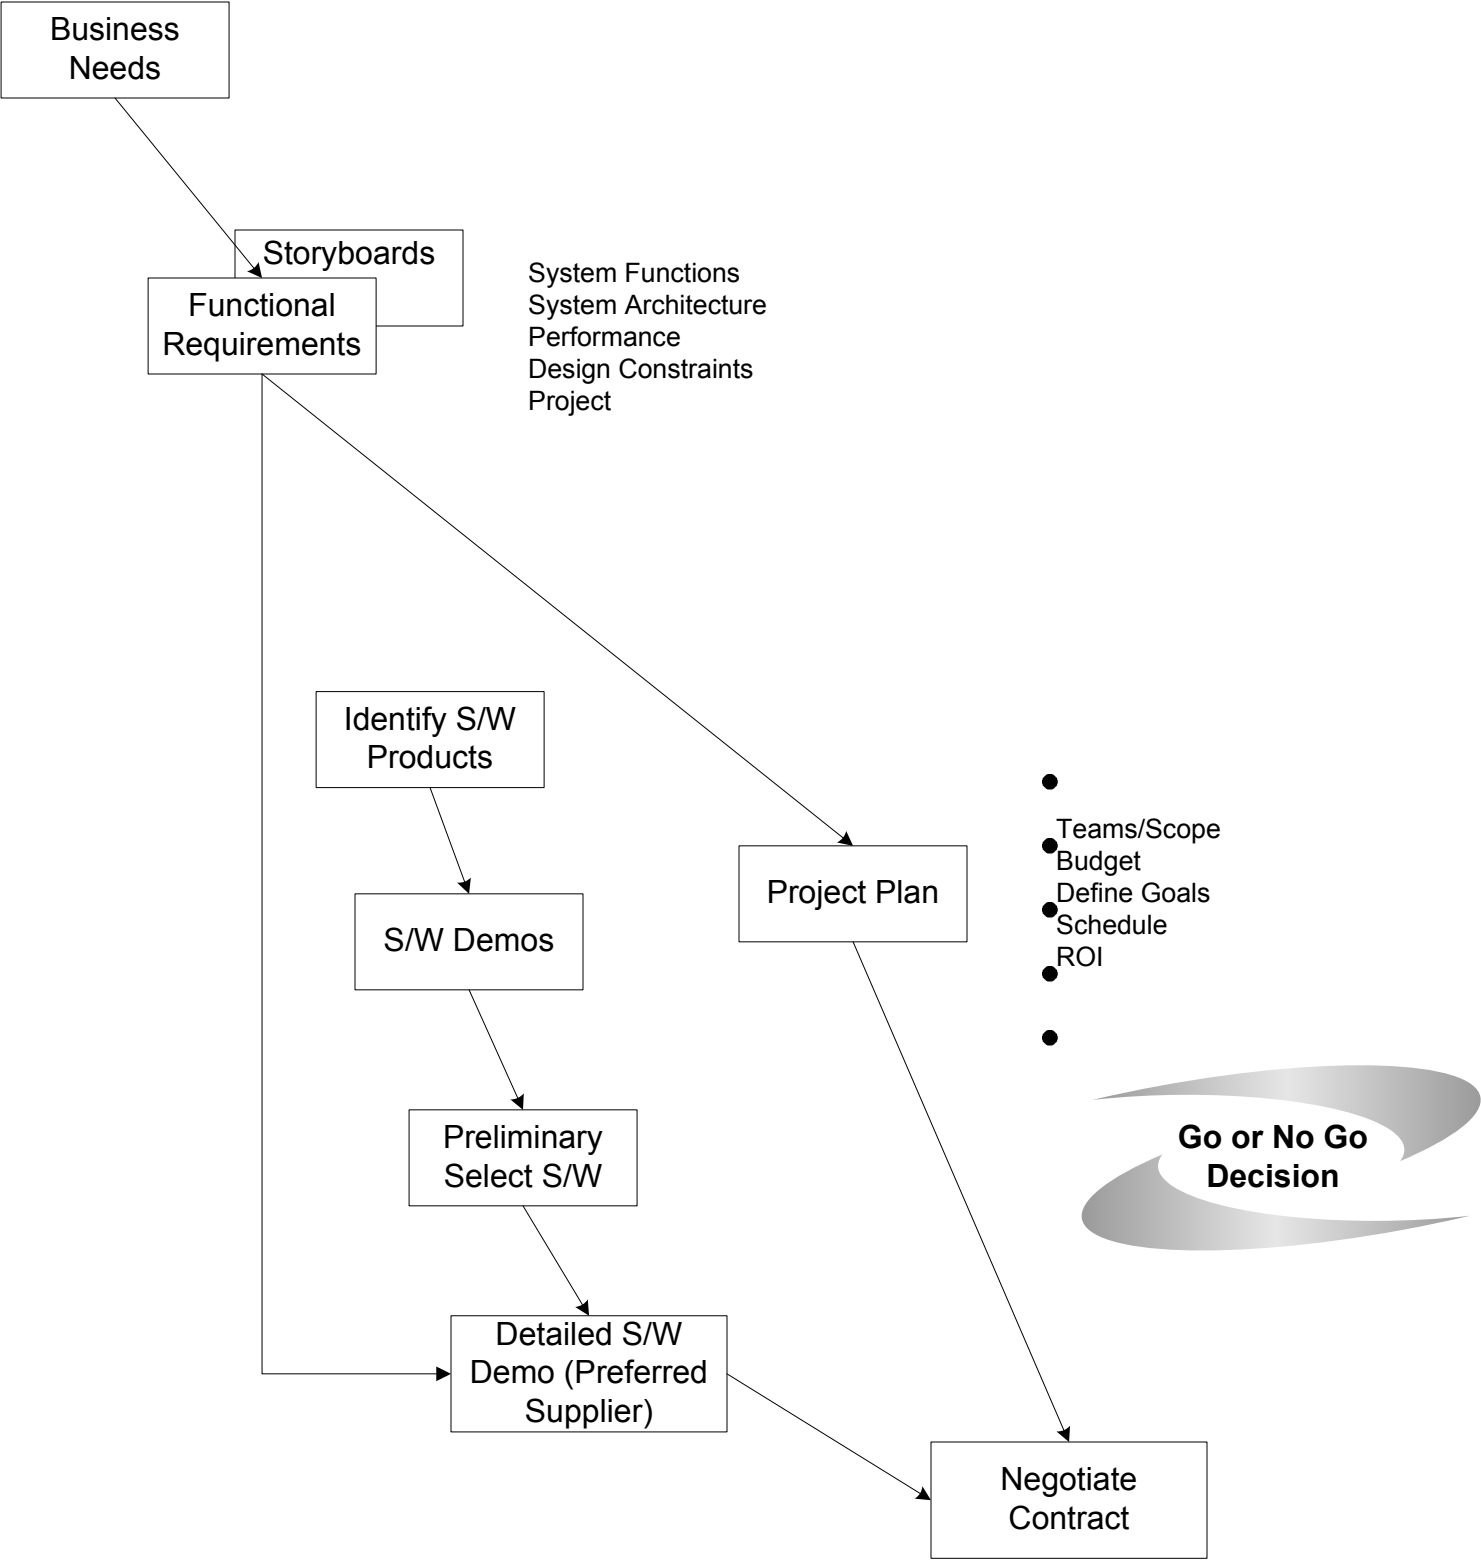 Business
Needs
Storyboards
Functional
Requirements
System Functions
System Architecture
Performance
Design Constraints
Project
Identify S/W
Products
S/W Demos
Project Plan
Teams/Scope
Budget
Define Goals
Schedule
ROI
Preliminary
Select S/W
Go or No Go
Decision
Detailed S/W
Demo (Preferred
Supplier)
Negotiate
Contract